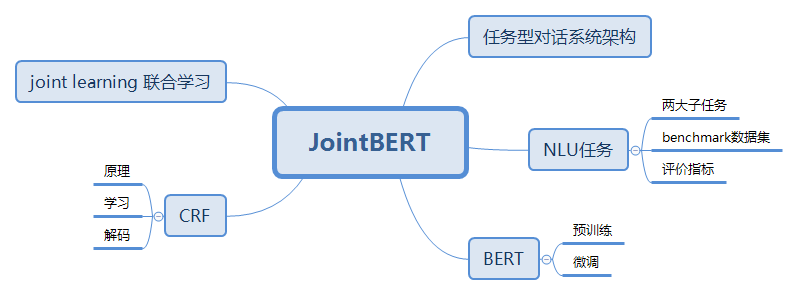 任务型对话系统架构
joint learning 联合学习
JointBERT
两大子任务
NLU任务
benchmark数据集
评价指标
原理
CRF
学习
解码
预训练
BERT
微调